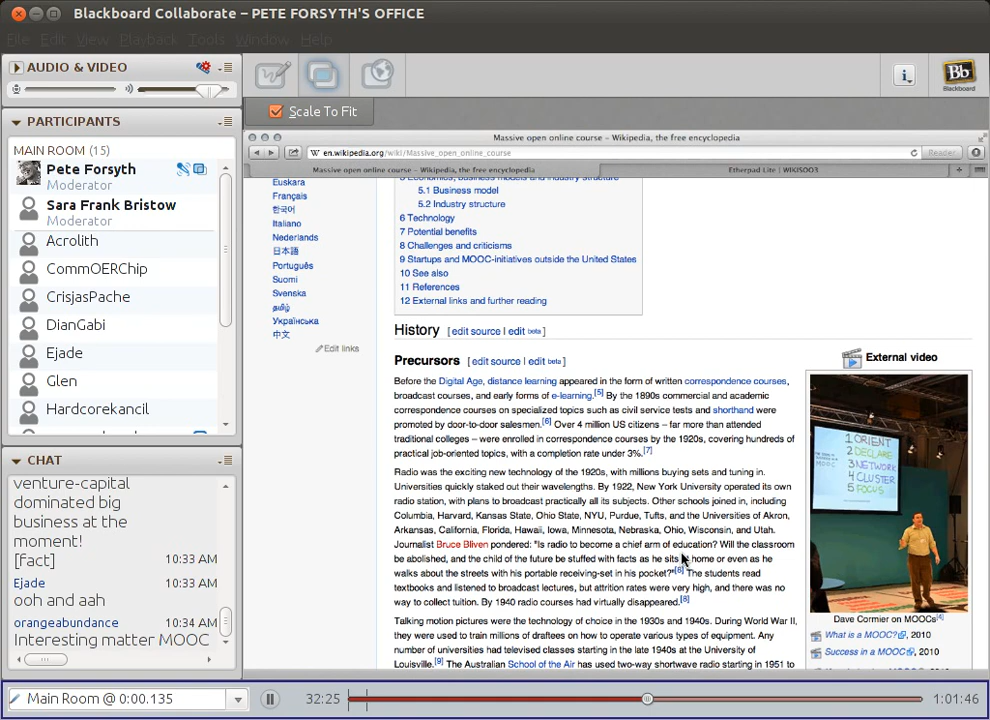 Blackboard Collaborate – PETE FORSYTH'S OFFICE
File Edit View Playback Tools Window Help
AUDIO & VIDEO
PARTICIPANTS
MAIN ROOM (15)
Pete Forsyth
Moderator
Sara Frank Bristow
Moderator
Acrolith
CommOERChip
CrisjasPache
DianGabi
Ejade
Glen
Hardcorekancil
CHAT
venture-capital
dominated big
business at the
moment!
[fact] 10:33 AM
Ejade 10:33 AM
ooh and aah
orangeabundance 10:34 AM
Interesting matter MOOC
Main Room @ 0:00.135
32:25
1:01:46
Bb
Blackboard
Scale To Fit
Massive open online course – Wikipedia, the free encyclopedia
W en.wikipedia.org/wiki/Massive_open_online_course
Reader
Massive open online course – Wikipedia, the free encyclopedia
Etherpad Lite | WIKISOO3
Euskara
Français
한국어
Italiano
Nederlands
日本語
Português
Suomi
Svenska
தமிழ்
Українська
中文
Edit links
5 Economics, business models and industry structure
5.1 Business model
5.2 Industry structure
6 Technology
7 Potential benefits
8 Challenges and criticisms
9 Startups and MOOC-initiatives outside the United States
10 See also
11 References
12 External links and further reading
History [ edit source | edit beta ]
Precursors [ edit source | edit beta ]
Before the Digital Age, distance learning appeared in the form of written correspondence courses,
broadcast courses, and early forms of e-learning.[5] By the 1890s commercial and academic
correspondence courses on specialized topics such as civil service tests and shorthand were
promoted by door-to-door salesmen.[6] Over 4 million US citizens – far more than attended
traditional colleges – were enrolled in correspondence courses by the 1920s, covering hundreds of
practical job-oriented topics, with a completion rate under 3%.[7]
Radio was the exciting new technology of the 1920s, with millions buying sets and tuning in.
Universities quickly staked out their wavelengths. By 1922, New York University operated its own
radio station, with plans to broadcast practically all its subjects. Other schools joined in, including
Columbia, Harvard, Kansas State, Ohio State, NYU, Purdue, Tufts, and the Universities of Akron,
Arkansas, California, Florida, Hawaii, Iowa, Minnesota, Nebraska, Ohio, Wisconsin, and Utah.
Journalist Bruce Bliven pondered: "Is radio to become a chief arm of education? Will the classroom
be abolished, and the child of the future be stuffed with facts as he sits at home or even as he
walks about the streets with his portable receiving-set in his pocket?"[8] The students read
textbooks and listened to broadcast lectures, but attrition rates were very high, and there was no
way to collect tuition. By 1940 radio courses had virtually disappeared.[8]
Talking motion pictures were the technology of choice in the 1930s and 1940s. During World War II,
they were used to train millions of draftees on how to operate various types of equipment. Any
number of universities had televised classes starting in the late 1940s at the University of
Louisville.[9] The Australian School of the Air has used two-way shortwave radio starting in 1951 to
External video
1 ORIENT
2 DECLARE
3 NETWORK
4 CLUSTER
5 FOCUS
MOOC
Dave Cormier on MOOCs[4]
What is a MOOC?, 2010
Success in a MOOC, 2010